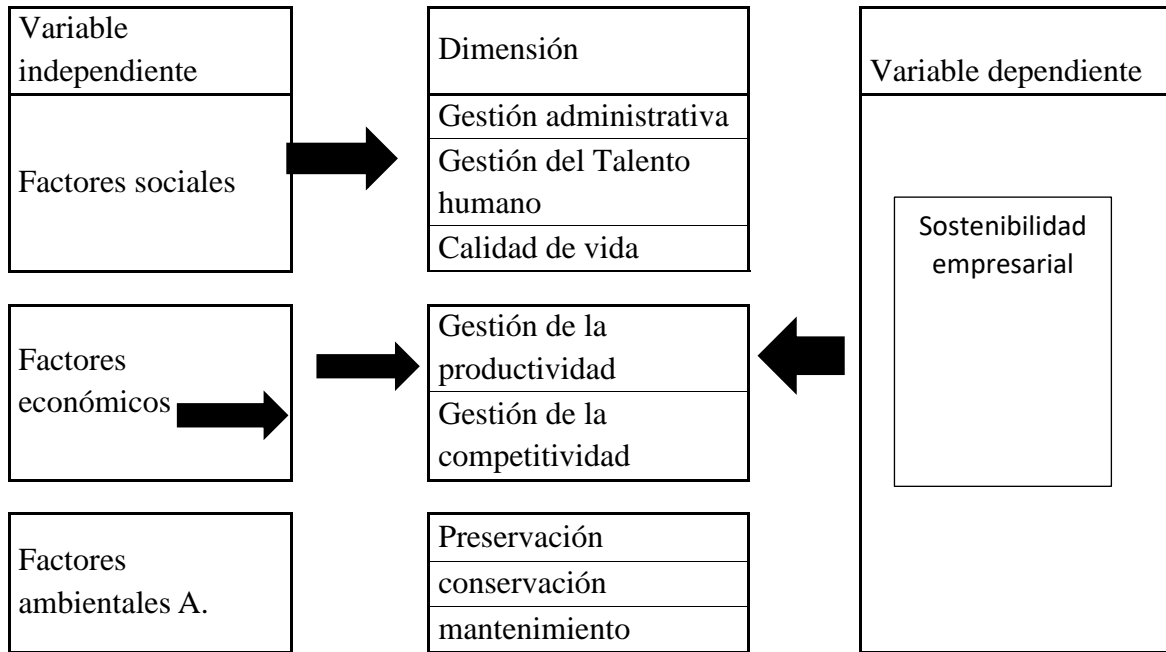 Variable
independiente
Dimensión
Variable dependiente
Factores sociales
Gestión administrativa
Gestión del Talento
humano
Calidad de vida
Sostenibilidad
empresarial
Factores
económicos
Gestión de la
productividad
Gestión de la
competitividad
Factores
ambientales A.
Preservación
conservación
mantenimiento